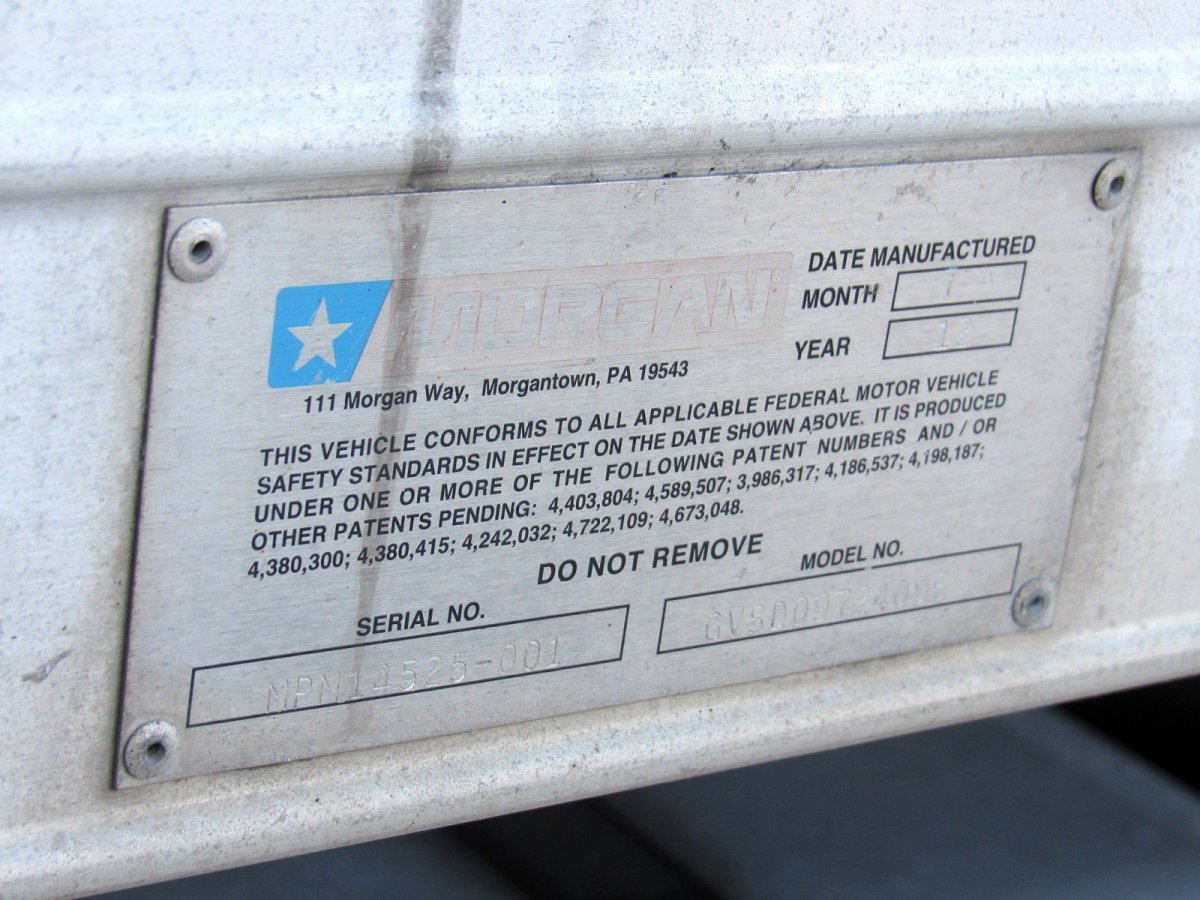 MORGAN®
111 Morgan Way, Morgantown, PA 19543
DATE MANUFACTURED
MONTH
YEAR 12
THIS VEHICLE CONFORMS TO ALL APPLICABLE FEDERAL MOTOR VEHICLE
SAFETY STANDARDS IN EFFECT ON THE DATE SHOWN ABOVE. IT IS PRODUCED
UNDER ONE OR MORE OF THE FOLLOWING PATENT NUMBERS AND / OR
OTHER PATENTS PENDING: 4,403,804; 4,589,507; 3,986,317; 4,186,537; 4,198,187;
4,380,300; 4,380,415; 4,242,032; 4,722,109; 4,673,048.
DO NOT REMOVE
SERIAL NO.
MPM14525-001
MODEL NO.